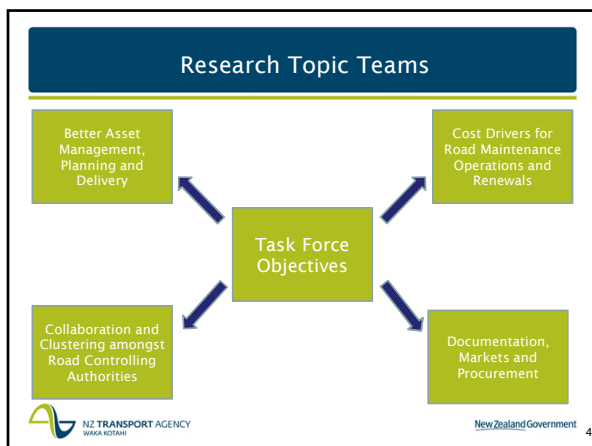 Research Topic Teams
Better Asset
Management,
Planning and
Delivery
Cost Drivers for
Road Maintenance
Operations and
Renewals
Task Force
Objectives
Collaboration and
Clustering amongst
Road Controlling
Authorities
Documentation,
Markets and
Procurement
NZ TRANSPORT AGENCY
WAKA KOTAHI
New Zealand Government
4